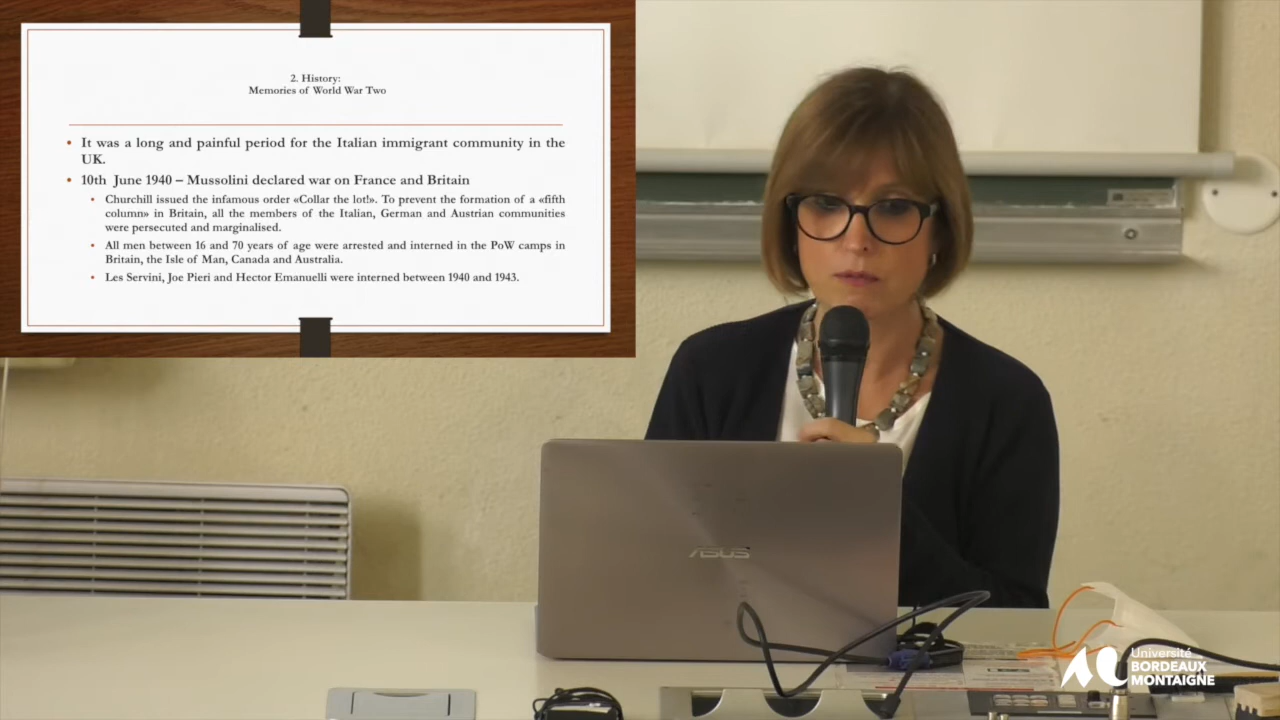 2. History:
Memories of World War Two
• It was a long and painful period for the Italian immigrant community in the
UK.
• 10th June 1940 – Mussolini declared war on France and Britain
• Churchill issued the infamous order «Collar the lot!». To prevent the formation of a «fifth
column» in Britain, all the members of the Italian, German and Austrian communities
were persecuted and marginalised.
• All men between 16 and 70 years of age were arrested and interned in the PoW camps in
Britain, the Isle of Man, Canada and Australia.
• Les Servini, Joe Pieri and Hector Emanuelli were interned between 1940 and 1943.
ASUS
Université
BORDEAUX
MONTAIGNE